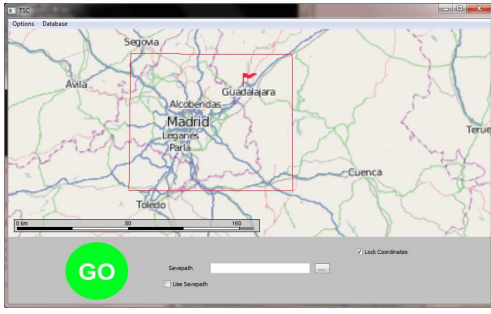 TSC
Options Database
Segovia
Avila
Guadalajara
Alcobendas
Madrid
Leganes
Parla
Teruel
Cuenca
Toledo
0 km 80 160
Lock Coordinates
GO
Savepath
...
Use Savepath